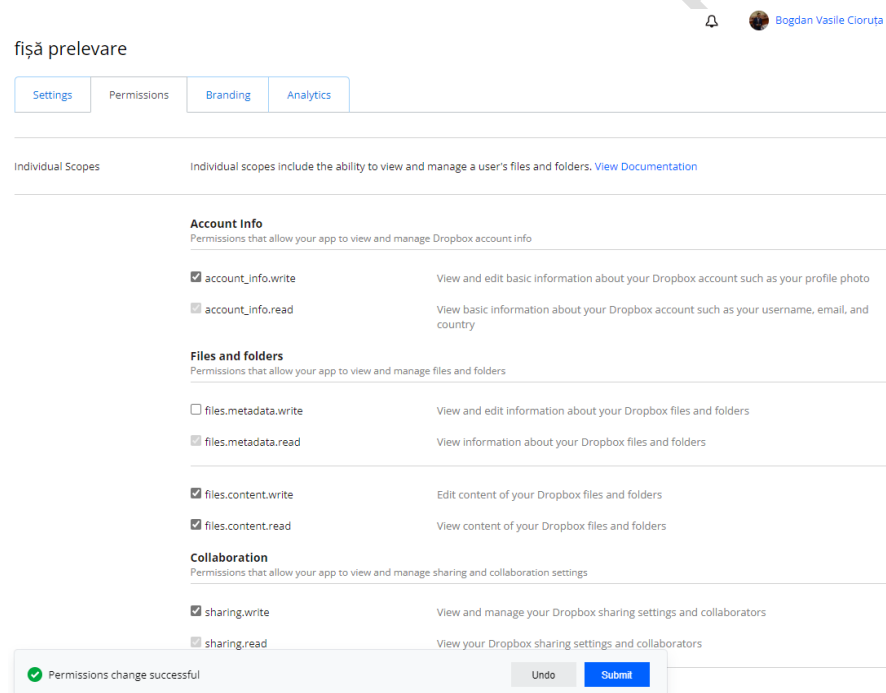 Bogdan Vasile Cioruța
fișă prelevare
Settings Permissions Branding Analytics
Individual Scopes Individual scopes include the ability to view and manage a user's files and folders. View Documentation
Account Info
Permissions that allow your app to view and manage Dropbox account info
account_info.write View and edit basic information about your Dropbox account such as your profile photo
account_info.read View basic information about your Dropbox account such as your username, email, and
country
Files and folders
Permissions that allow your app to view and manage files and folders
files.metadata.write View and edit information about your Dropbox files and folders
files.metadata.read View information about your Dropbox files and folders
files.content.write Edit content of your Dropbox files and folders
files.content.read View content of your Dropbox files and folders
Collaboration
Permissions that allow your app to view and manage sharing and collaboration settings
sharing.write View and manage your Dropbox sharing settings and collaborators
sharing.read View your Dropbox sharing settings and collaborators
Permissions change successful Undo Submit